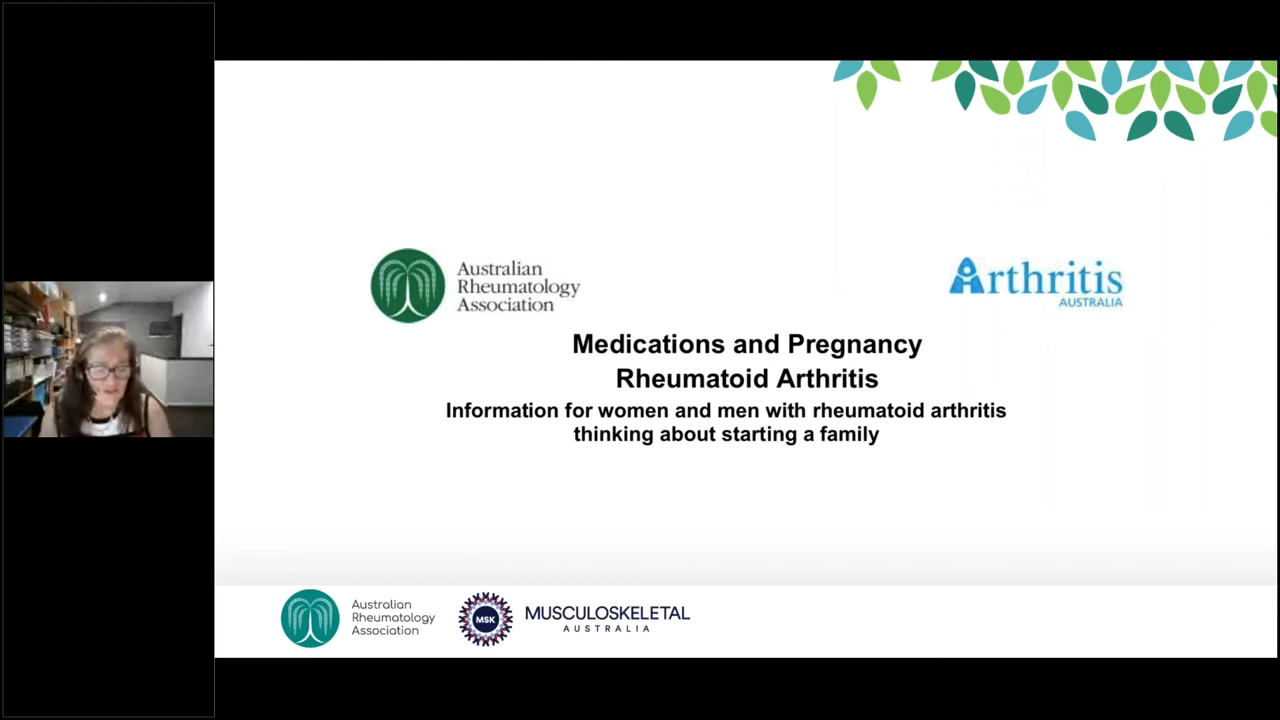 Australian
Rheumatology
Association
Arthritis
AUSTRALIA
Medications and Pregnancy
Rheumatoid Arthritis
Information for women and men with rheumatoid arthritis
thinking about starting a family
Australian
Rheumatology
Association
MSK
MUSCULOSKELETAL
AUSTRALIA